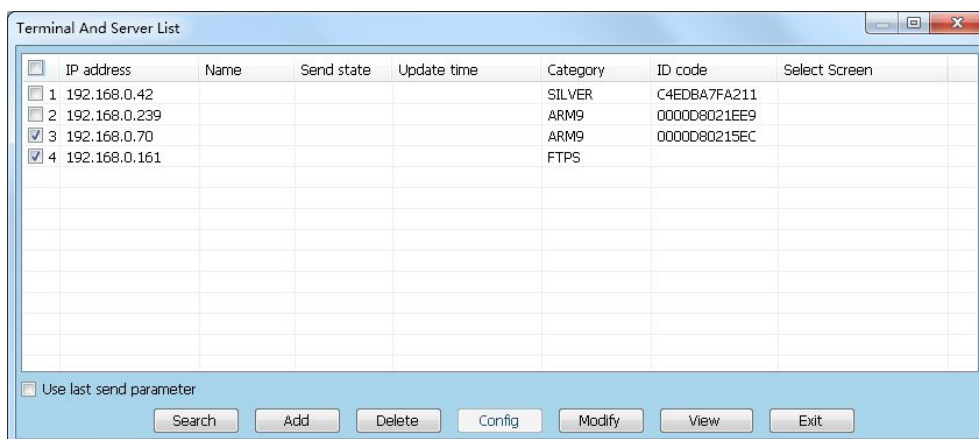 Terminal And Server List
IP address Name Send state Update time Category ID code Select Screen
1 192.168.0.42 SILVER C4EDBA7FA211
2 192.168.0.239 ARM9 0000D8021EE9
3 192.168.0.70 ARM9 0000D80215EC
4 192.168.0.161 FTPS
Use last send parameter
Search Add Delete Config Modify View Exit